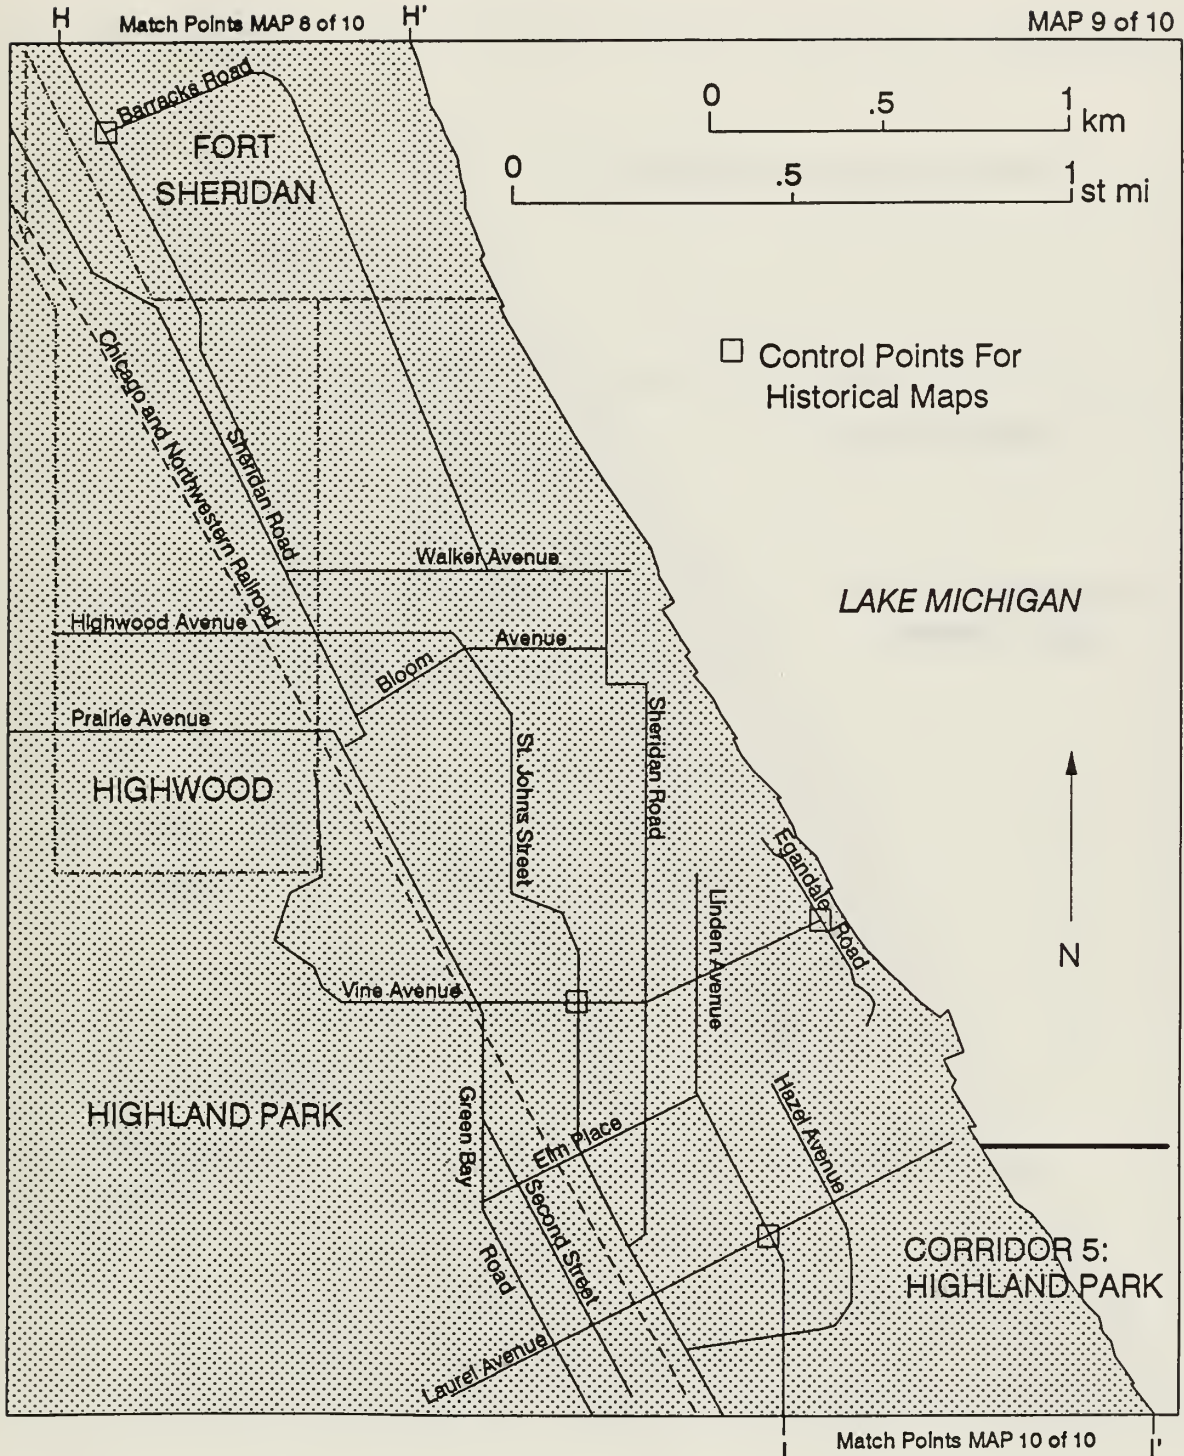 H
Match Points MAP 8 of 10
H'
MAP 9 of 10
Barracks Road
FORT
SHERIDAN
0 .5 1
km
0 .5 1
st mi
Control Points For
Historical Maps
Chicago and Northwestern Railroad
Sheridan Road
Walker Avenue
LAKE MICHIGAN
Highwood Avenue
Avenue
Bloom
Prairie Avenue
Sheridan Road
St. Johns Street
HIGHWOOD
Egandale Road
Linden Avenue
N
Vine Avenue
HIGHLAND PARK
Green Bay
Road
Elm Place
Hazel Avenue
Second Street
CORRIDOR 5:
HIGHLAND PARK
Laurel Avenue
I
Match Points MAP 10 of 10
I'